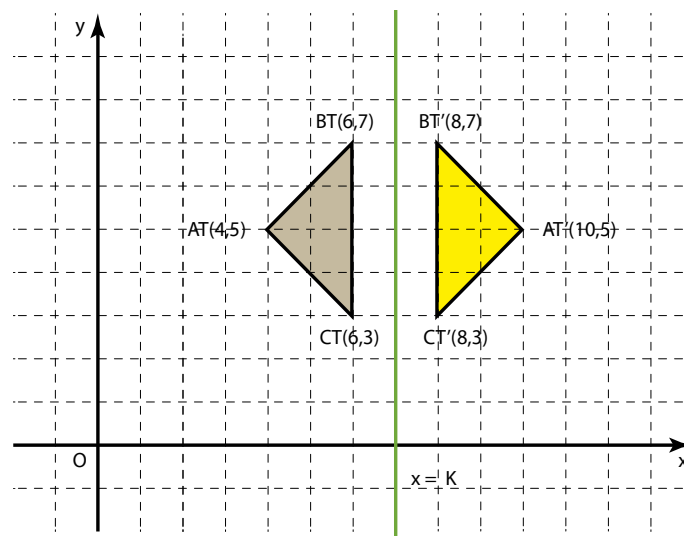 y
BT(6,7)
BT’(8,7)
AT(4,5)
AT’(10,5)
CT(6,3)
CT’(8,3)
O
x
x = K